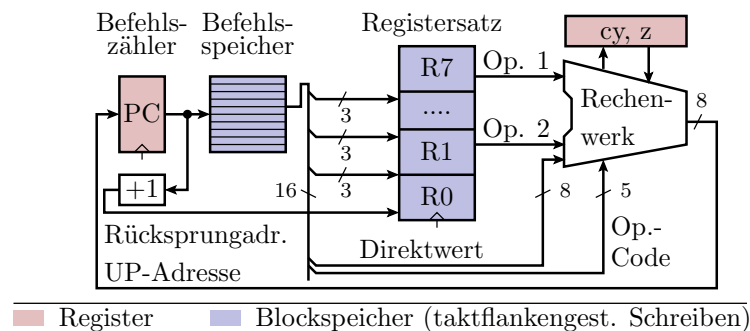 Befehls-
zähler
Befehls-
speicher
Registersatz
cy, z
PC
R7
....
R1
R0
Op. 1
Op. 2
Rechen-
werk
8
3
3
3
+1
16
8
5
Rücksprungadr.
UP-Adresse
Direktwert
Op.-
Code
Register
Blockspeicher (taktflankengest. Schreiben)